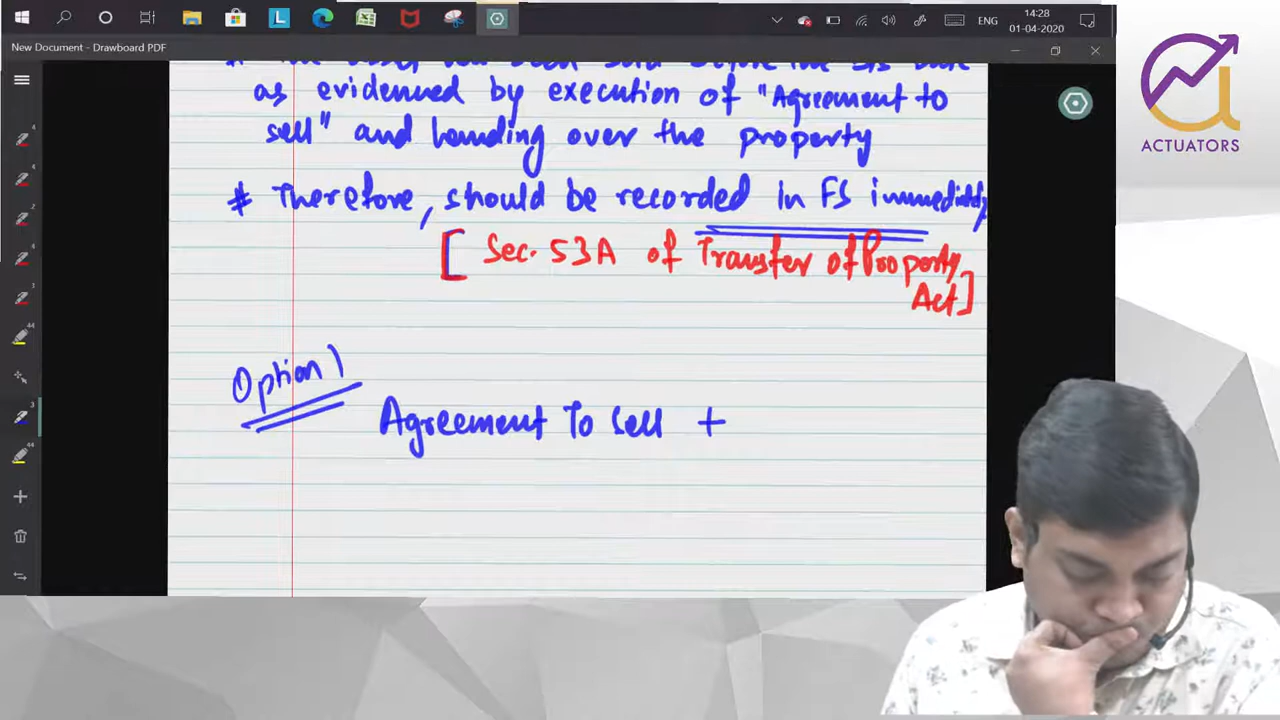 14:28
ENG
01-04-2020
New Document - Drawboard PDF
ACTUATORS
as evidenued by execution of "Agreement to
sell" and handing over the property
# Therefore, should be recorded in FS immediately
[ Sec. 53A of Transfer of Property
Act]
Option 1
Agreement To sell +